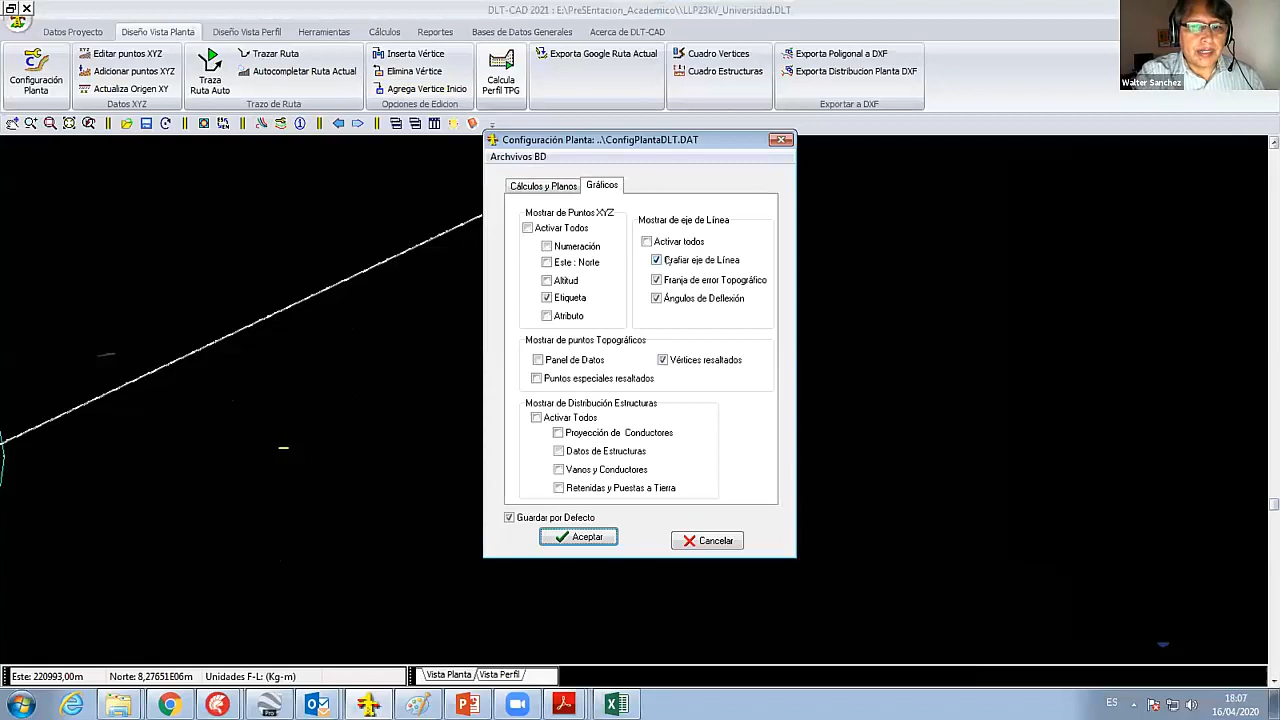 DLT-CAD 2021 : E:\PreSEntacion_Academico\\LLP23kV_Universidad.DLT
Datos Proyecto
Diseño Vista Planta
Diseño Vista Perfil
Herramientas
Cálculos
Reportes
Bases de Datos Generales
Acerca de DLT-CAD
Configuración
Planta
Editar puntos XYZ
Adicionar puntos XYZ
Actualiza Origen XY
Datos XYZ
Traza
Ruta Auto
Trazar Ruta
Autocompletar Ruta Actual
Trazo de Ruta
Inserta Vértice
Elimina Vértice
Agrega Vertice Inicio
Opciones de Edicion
Calcula
Perfil TPG
Exporta Google Ruta Actual
Cuadro Vertices
Cuadro Estructuras
Exporta Poligonal a DXF
Exporta Distribucion Planta DXF
Exportar a DXF
Walter Sanchez
Configuración Planta: ..\ConfigPlantaDLT.DAT
Archvivos BD
Cálculos y Planos
Gráficos
Mostrar de Puntos XYZ
Activar Todos
Numeración
Este : Norte
Altitud
Etiqueta
Atributo
Mostrar de eje de Línea
Activar todos
Grafiar eje de Línea
Franja de error Topográfico
Ángulos de Deflexión
Mostrar de puntos Topográficos
Panel de Datos
Vértices resaltados
Puntos especiales resaltados
Mostrar de Distribución Estructuras
Activar Todos
Proyección de Conductores
Datos de Estructuras
Vanos y Conductores
Retenidas y Puestas a Tierra
Guardar por Defecto
Aceptar
Cancelar
Este: 220993,00m
Norte: 8,27651E06m
Unidades F-L: (Kg-m)
Vista Planta
Vista Perfil
ES
18:07
16/04/2020